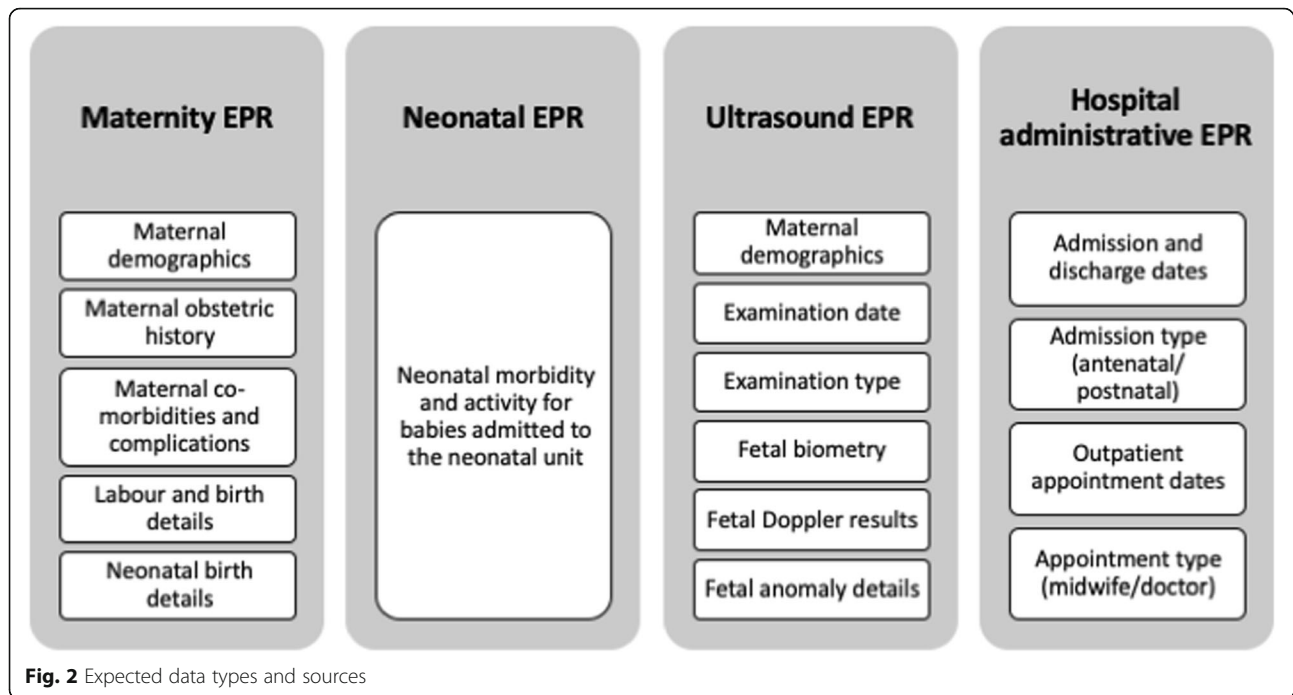 Maternity EPR
Maternal
demographics
Maternal obstetric
history
Maternal co-
morbidities and
complications
Labour and birth
details
Neonatal birth
details
Neonatal EPR
Neonatal morbidity
and activity for
babies admitted to
the neonatal unit
Ultrasound EPR
Maternal
demographics
Examination date
Examination type
Fetal biometry
Fetal Doppler results
Fetal anomaly details
Hospital
administrative EPR
Admission and
discharge dates
Admission type
(antenatal/
postnatal)
Outpatient
appointment dates
Appointment type
(midwife/doctor)
Fig. 2 Expected data types and sources